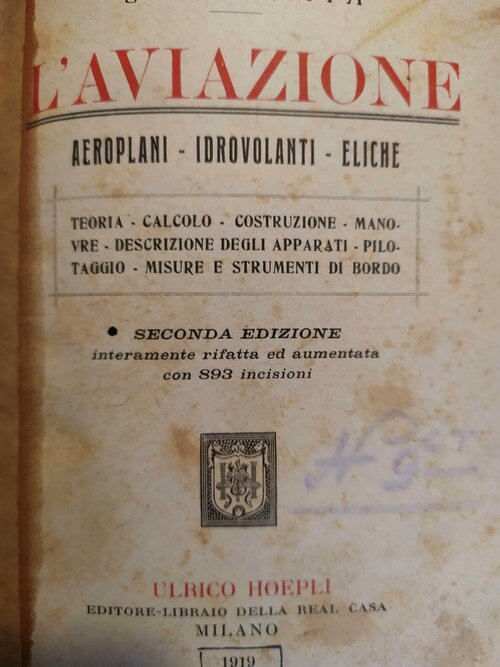 L'AVIAZIONE
AEROPLANI - IDROVOLANTI - ELICHE
TEORIA - CALCOLO - COSTRUZIONE - MANO-
VRE - DESCRIZIONE DEGLI APPARATI - PILO-
TAGGIO - MISURE E STRUMENTI DI BORDO
SECONDA EDIZIONE
interamente rifatta ed aumentata
con 893 incisioni
ULRICO HOEPLI
EDITORE-LIBRAIO DELLA REAL CASA
MILANO
1919